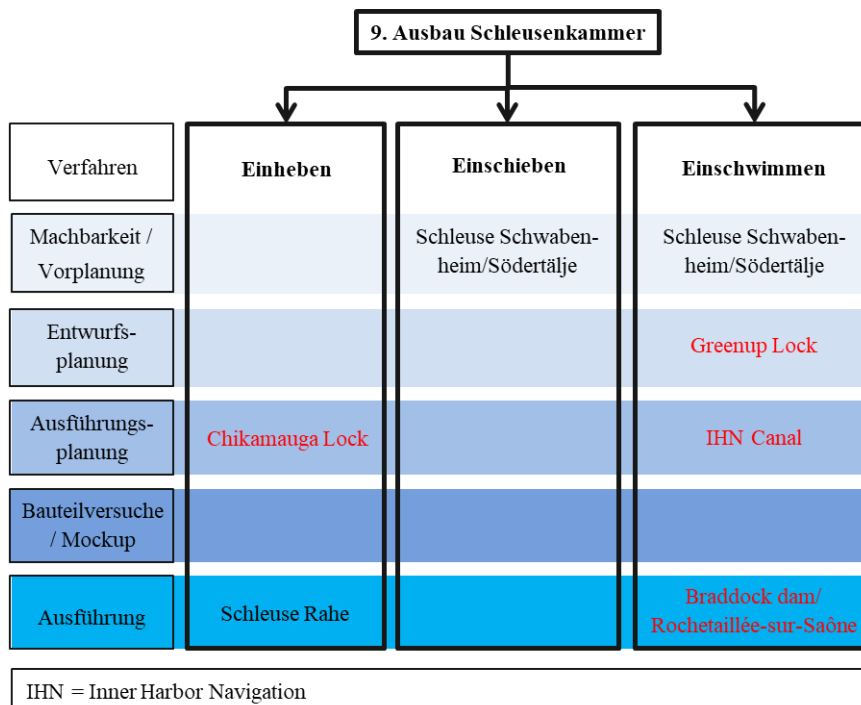 9. Ausbau Schleusenkammer
Verfahren
Einheben
Einschieben
Einschwimmen
Machbarkeit /
Vorplanung
Schleuse Schwaben-
heim/Södertälje
Schleuse Schwaben-
heim/Södertälje
Entwurfs-
planung
Greenup Lock
Ausführungs-
planung
Chikamauga Lock
IHN Canal
Bauteilversuche
/ Mockup
Ausführung
Schleuse Rahe
Braddock dam/
Rochetaillée-sur-Saône
IHN = Inner Harbor Navigation